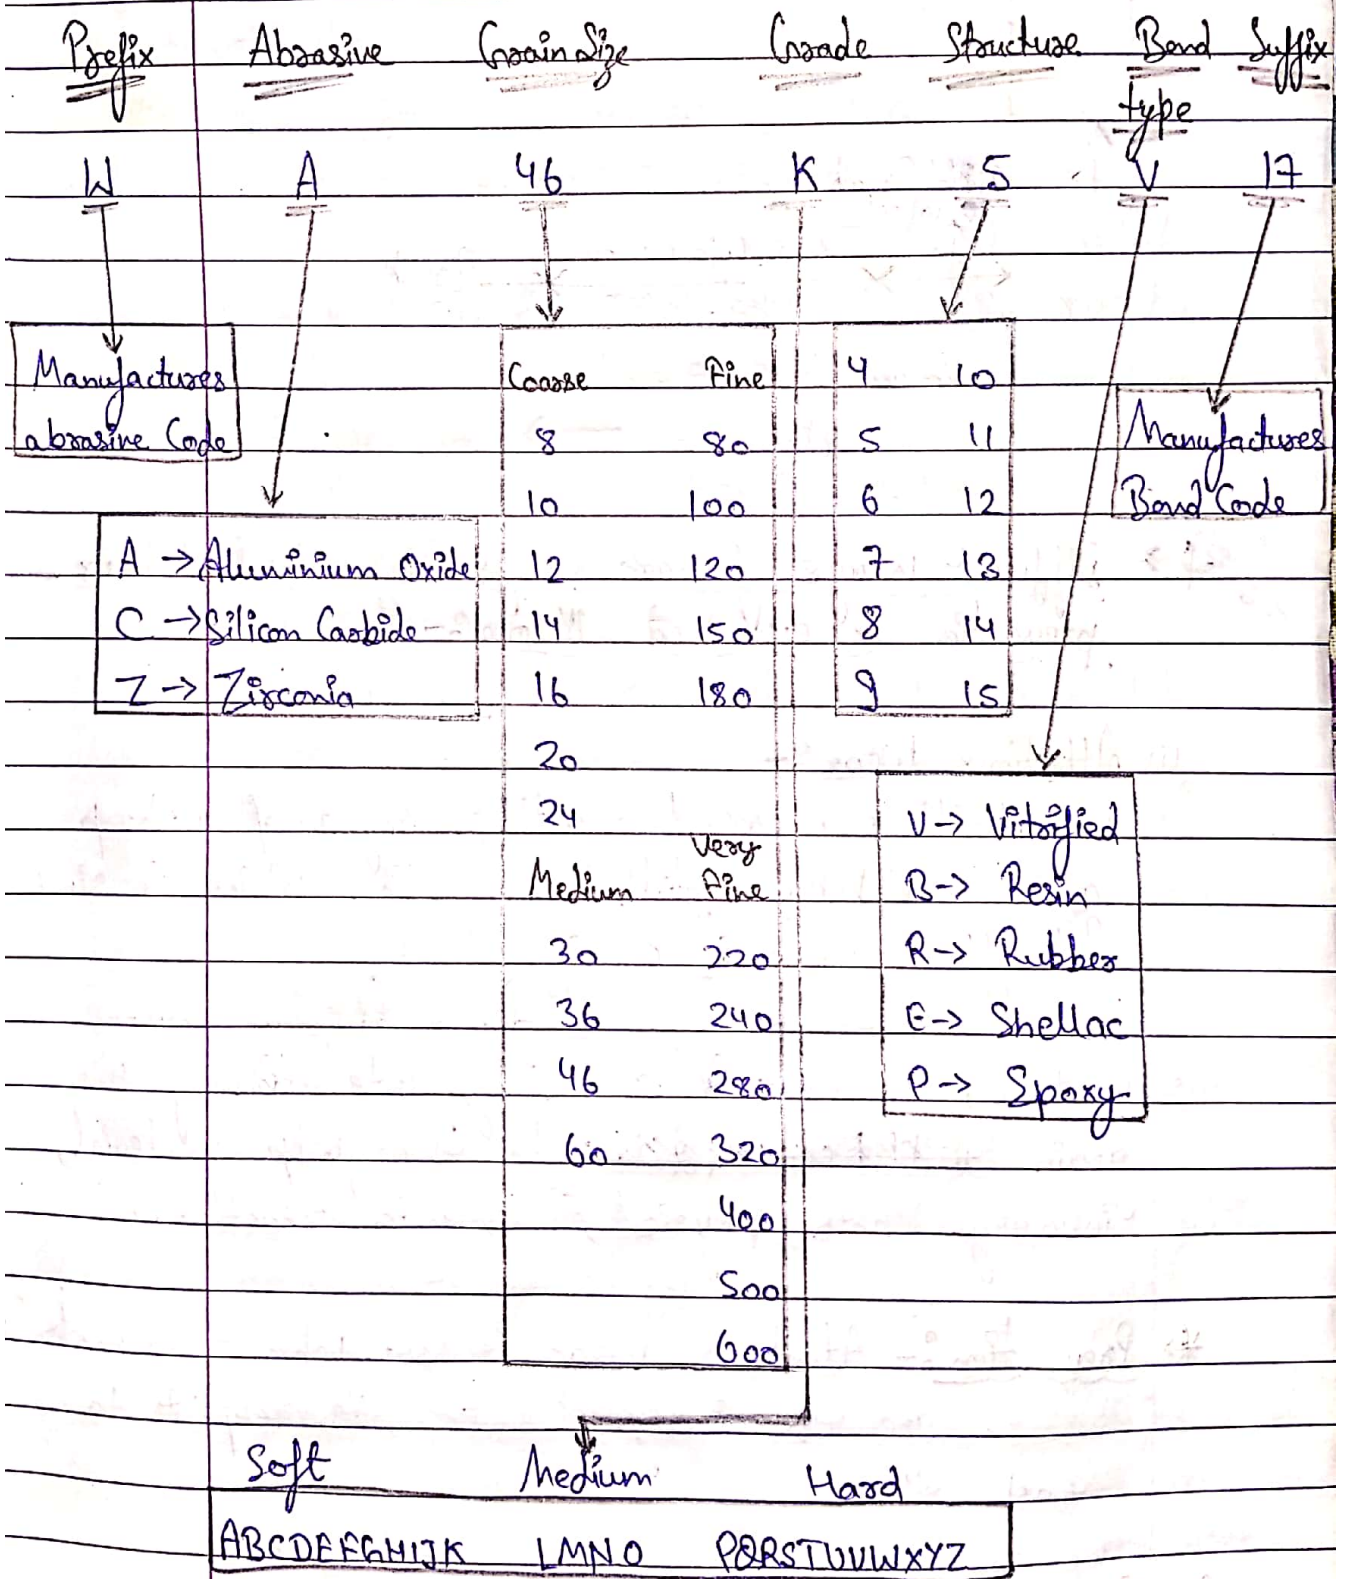 Prefix Abrasive Grain Size Grade Structure Bond Suffix
type
W A 46 K 5 V 17
Manufactures
abrasive Code
A → Aluminium Oxide
C → Silicon Carbide
Z → Zirconia
Coarse Fine
8 80
10 100
12 120
14 150
16 180
20
24
Medium Very Fine
30 220
36 240
46 280
60 320
400
500
600
4 10
5 11
6 12
7 13
8 14
9 15
Manufactures
Bond Code
V → Vitrified
B → Resin
R → Rubber
E → Shellac
P → Epoxy
Soft Medium Hard
ABCDEFGHIJK LMNO PQRSTUVWXYZ